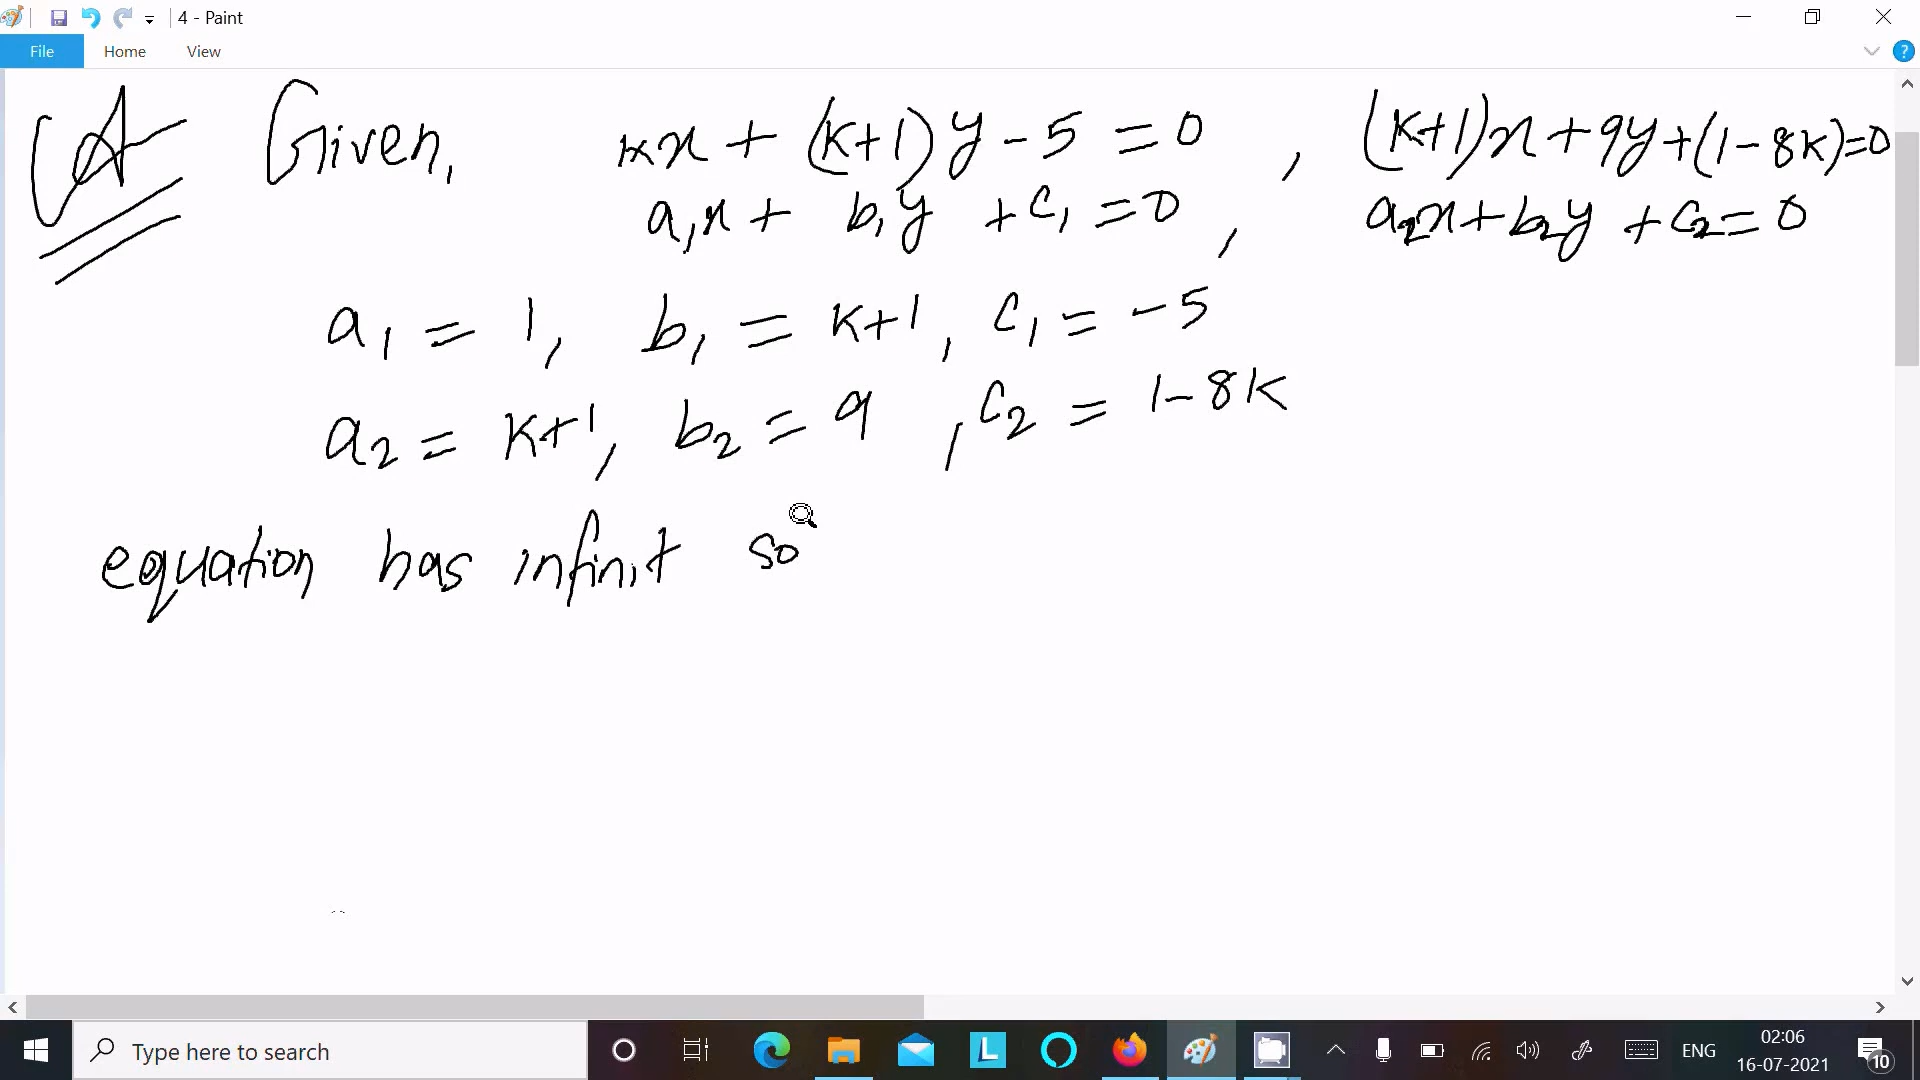 4 - Paint
File Home View
A Given, x + (k+1) y - 5 = 0 , (k+1)x + 9y + (1 - 8k) = 0
a₁x + b₁y + c₁ = 0 , a₂x + b₂y + c₂ = 0
a₁ = 1, b₁ = k+1, c₁ = -5
a₂ = k+1, b₂ = 9 , c₂ = 1 - 8k
equation has infinit so
Type here to search
ENG
02:06
16-07-2021
10